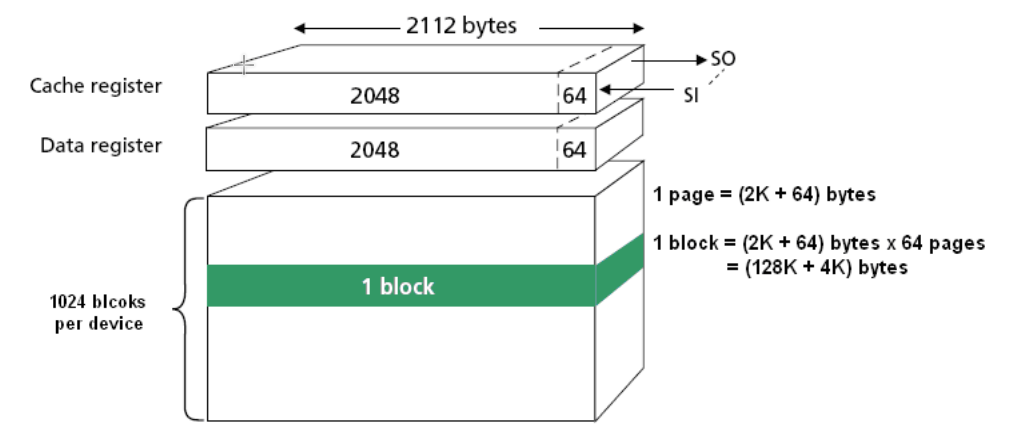 2112 bytes
Cache register
2048
64
SO
SI
Data register
2048
64
1 page = (2K + 64) bytes
1 block = (2K + 64) bytes x 64 pages
= (128K + 4K) bytes
1 block
1024 blcoks
per device